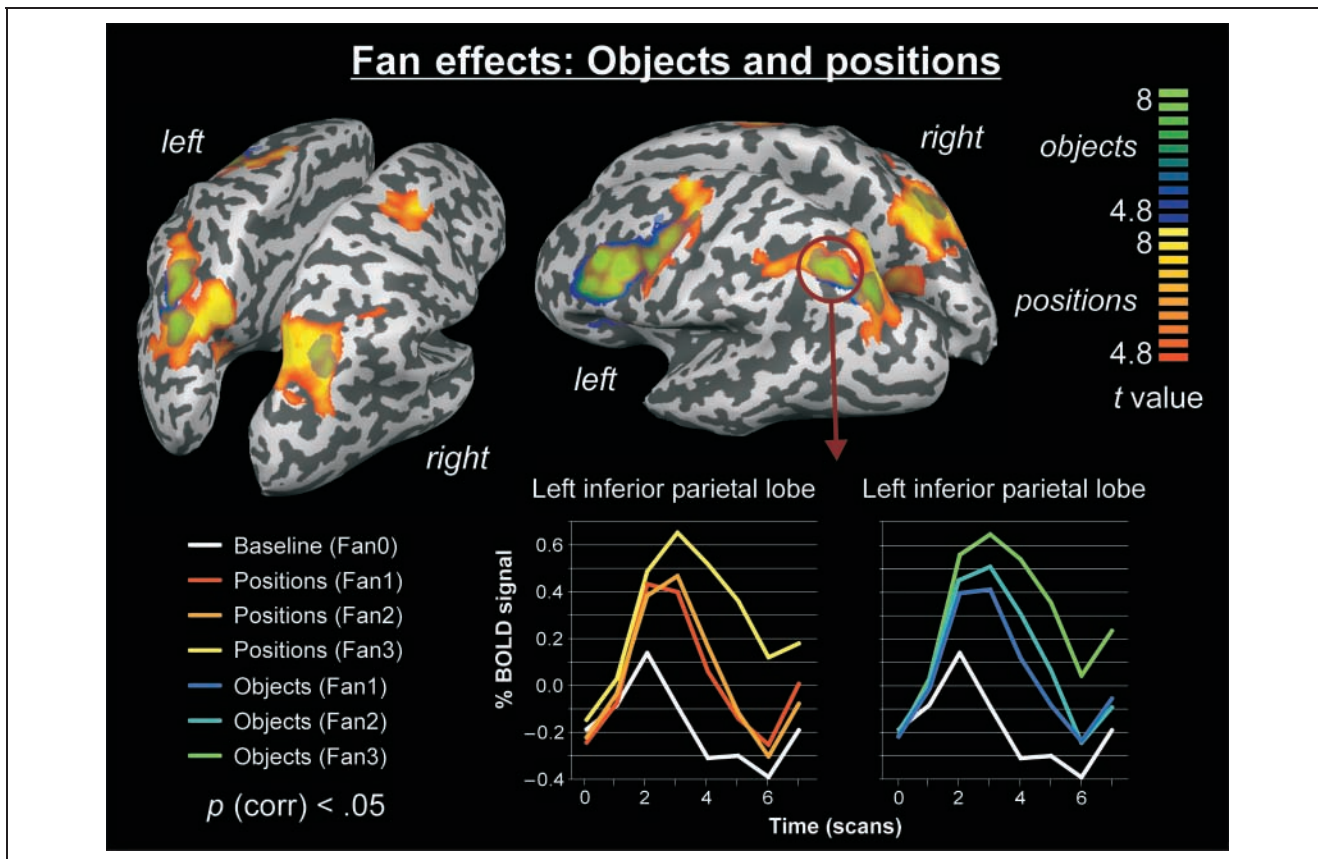 Fan effects: Objects and positions
left
right
left
right
8
objects
4.8
8
positions
4.8
t value
Baseline (Fan0)
Positions (Fan1)
Positions (Fan2)
Positions (Fan3)
Objects (Fan1)
Objects (Fan2)
Objects (Fan3)
p (corr) < .05
Left inferior parietal lobe
Left inferior parietal lobe
% BOLD signal
0.6
0.4
0.2
0.0
−0.2
−0.4
0 2 4 6
0 2 4 6
Time (scans)